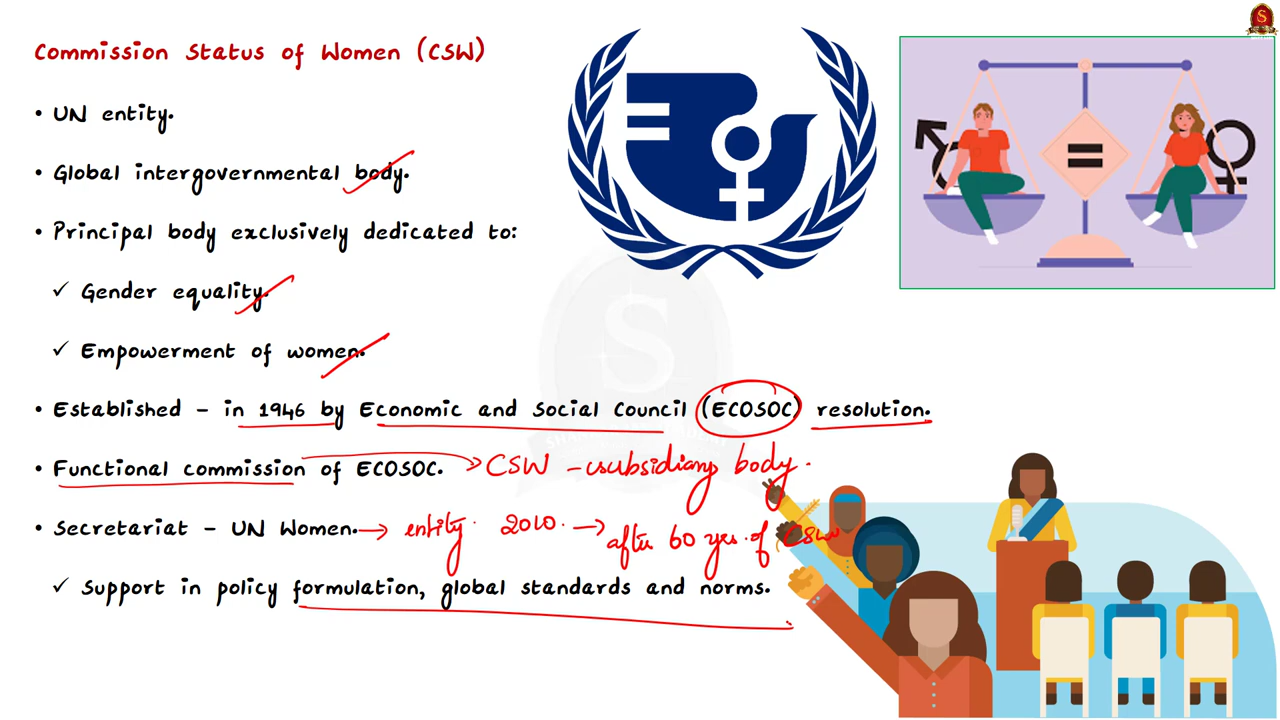 Commission Status of Women (CSW)
• UN entity.
• Global intergovernmental body.
• Principal body exclusively dedicated to:
✓ Gender equality.
✓ Empowerment of women.
• Established - in 1946 by Economic and Social Council (ECOSOC) resolution.
• Functional commission of ECOSOC. → CSW - subsidiary body.
• Secretariat - UN Women. → entity. 2010. → after 60 yrs. of CSW
✓ Support in policy formulation, global standards and norms.